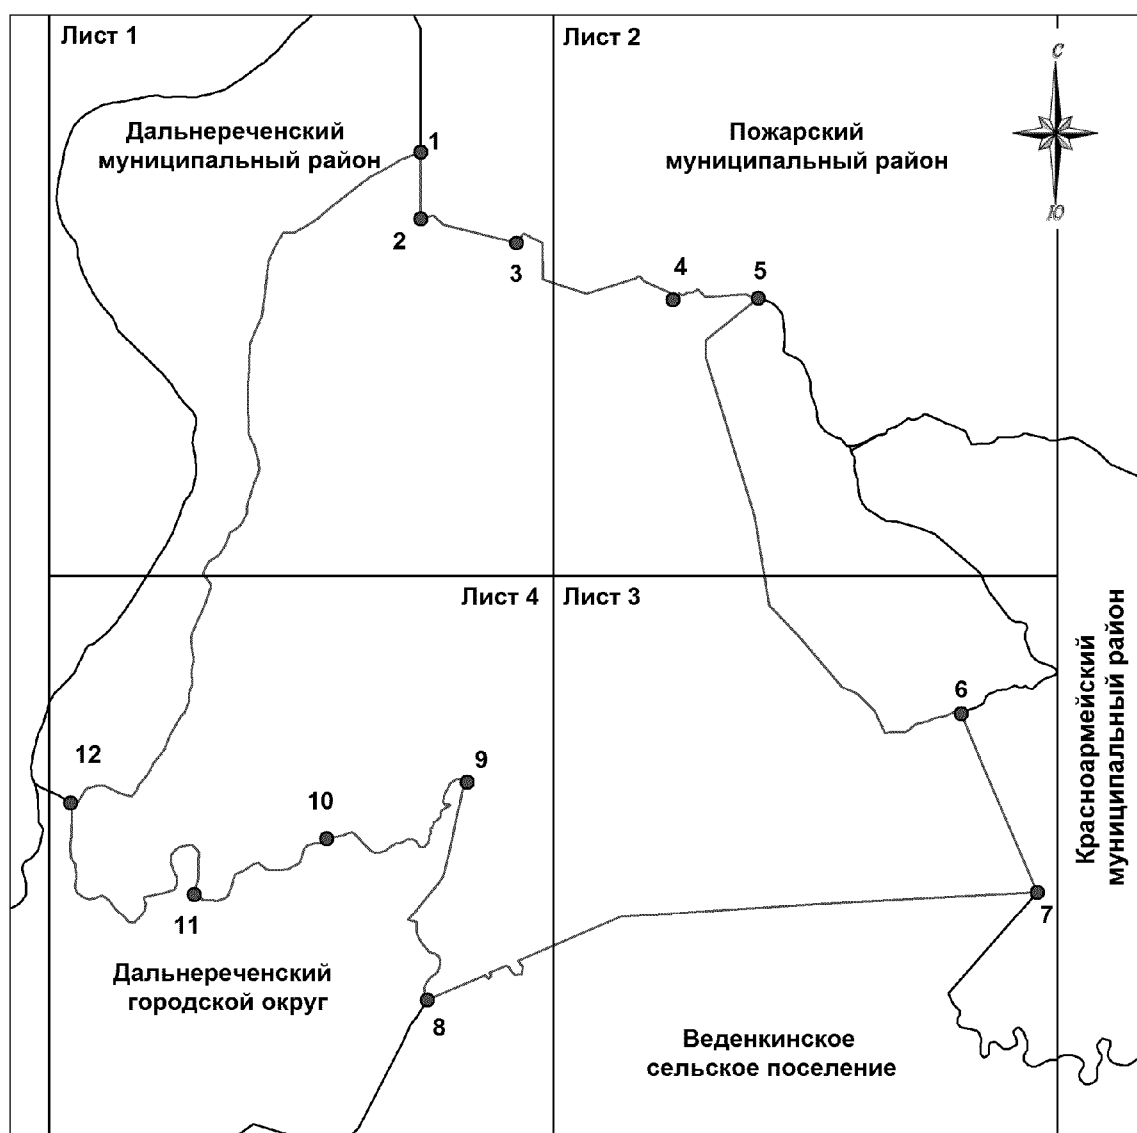 Лист 1
Лист 2
С
Дальнереченский
муниципальный район
1
Пожарский
муниципальный район
Ю
2
3
4
5
Лист 4
Лист 3
Красноармейский
муниципальный район
6
12
9
10
7
11
Дальнереченский
городской округ
8
Веденкинское
сельское поселение